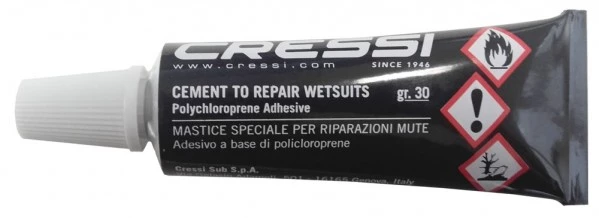 CRESSI
www.cressi.com SINCE 1946
CEMENT TO REPAIR WETSUITS gr. 30
Polychloroprene Adhesive
MASTICE SPECIALE PER RIPARAZIONI MUTE
Adesivo a base di policloroprene
Cressi Sub S.p.A.
501 - 16165 Genova, Italy